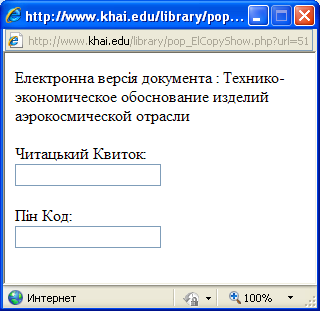 http://www.khai.edu/library/pop...
http://www.khai.edu/library/pop_ElCopyShow.php?url=51
Електронна версія документа : Технико-
экономическое обоснование изделий
аэрокосмической отрасли
Читацький Квиток:
Пін Код:
Интернет
100%